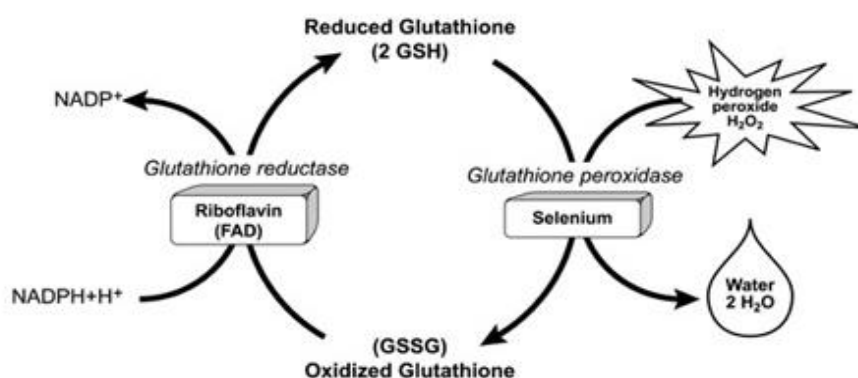 Reduced Glutathione
(2 GSH)
NADP⁺
Hydrogen
peroxide
H₂O₂
Glutathione reductase
Glutathione peroxidase
Riboflavin
(FAD)
Selenium
NADPH+H⁺
Water
2 H₂O
(GSSG)
Oxidized Glutathione